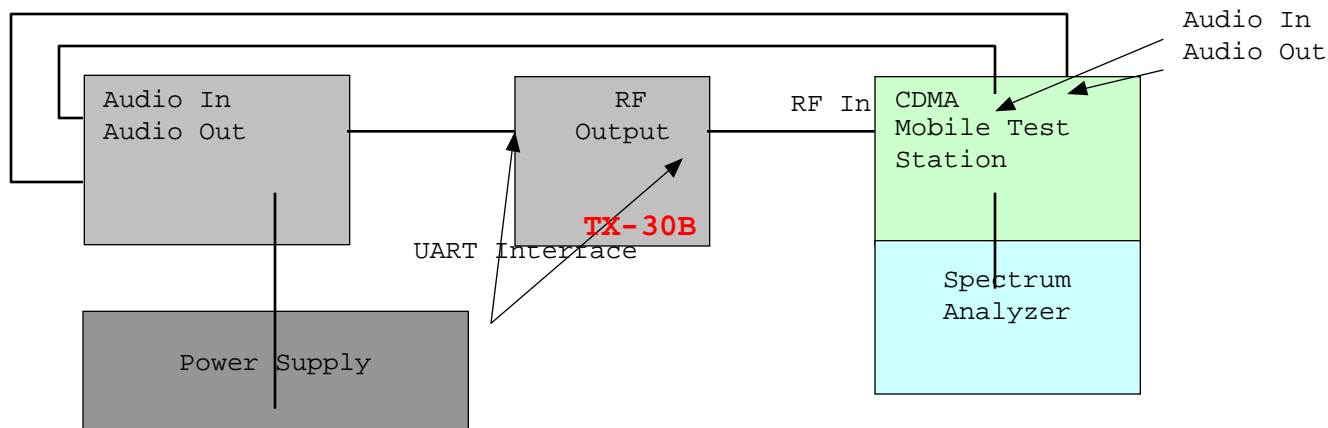 Audio In
Audio Out
Audio In
Audio Out
RF
Output
RF In
CDMA
Mobile Test
Station
TX-30B
UART Interface
Spectrum
Analyzer
Power Supply